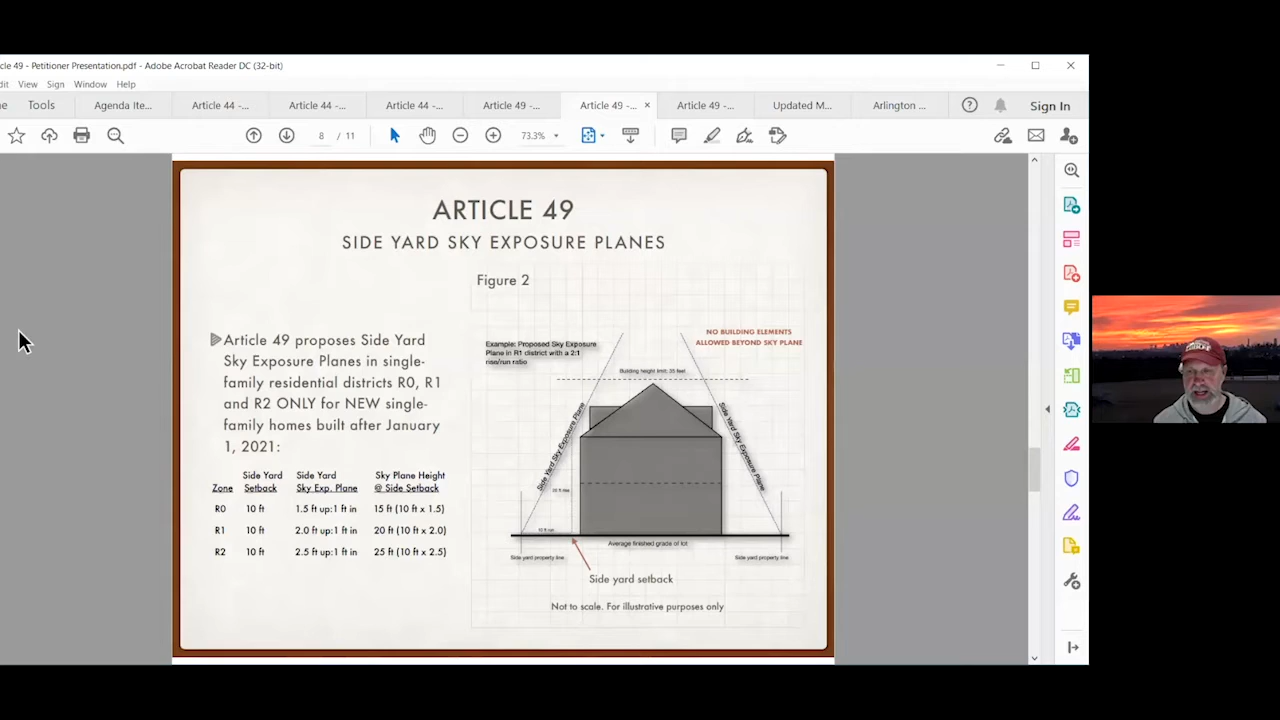 cle 49 - Petitioner Presentation.pdf - Adobe Acrobat Reader DC (32-bit)
dit View Sign Window Help
ne Tools Agenda Ite... Article 44 -... Article 44 -... Article 44 -... Article 49 -... Article 49 -... × Article 49 -... Updated M... Arlington ... Sign In
8 / 11 73.3%
ARTICLE 49
SIDE YARD SKY EXPOSURE PLANES
Figure 2
Article 49 proposes Side Yard
Sky Exposure Planes in single-
family residential districts R0, R1
and R2 ONLY for NEW single-
family homes built after January
1, 2021:
Side Yard Side Yard Sky Plane Height
Zone Setback Sky Exp. Plane @ Side Setback
R0 10 ft 1.5 ft up:1 ft in 15 ft (10 ft x 1.5)
R1 10 ft 2.0 ft up:1 ft in 20 ft (10 ft x 2.0)
R2 10 ft 2.5 ft up:1 ft in 25 ft (10 ft x 2.5)
Example: Proposed Sky Exposure
Plane in R1 district with a 2:1
rise/run ratio
NO BUILDING ELEMENTS
ALLOWED BEYOND SKY PLANE
Building height limit: 35 feet
Side Yard Sky Exposure Plane
Side Yard Sky Exposure Plane
Average finished grade of lot
Side yard property line
Side yard property line
Side yard setback
Not to scale. For illustrative purposes only